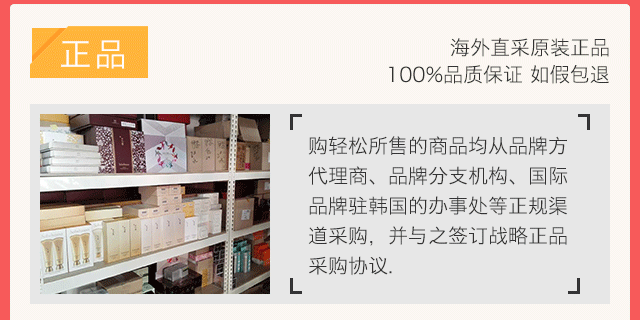 正品
海外直采原装正品
100%品质保证 如假包退
购轻松所售的商品均从品牌方
代理商、品牌分支机构、国际
品牌驻韩国的办事处等正规渠
道采购，并与之签订战略正品
采购协议.